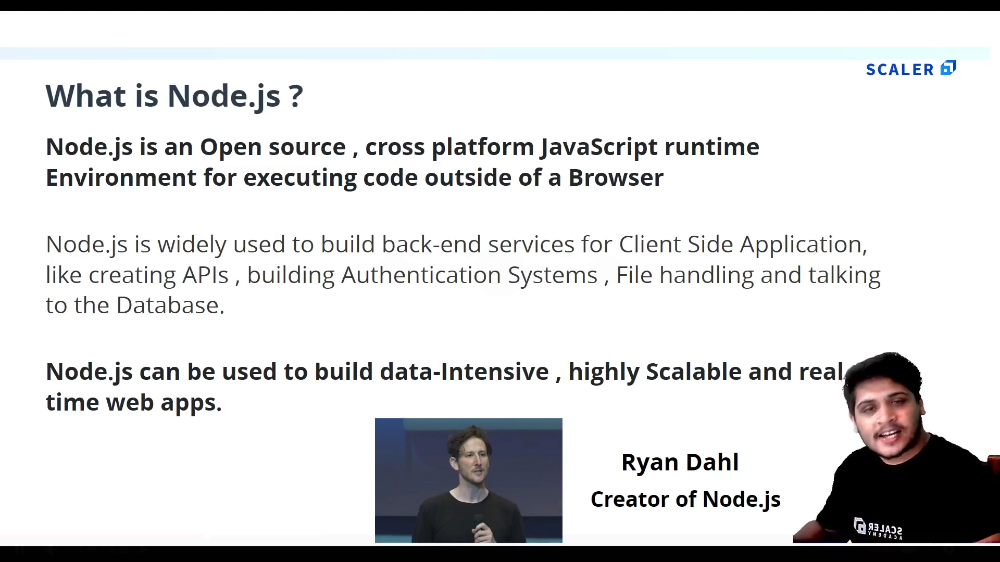 SCALER
What is Node.js ?
Node.js is an Open source , cross platform JavaScript runtime
Environment for executing code outside of a Browser
Node.js is widely used to build back-end services for Client Side Application,
like creating APIs , building Authentication Systems , File handling and talking
to the Database.
Node.js can be used to build data-Intensive , highly Scalable and real
time web apps.
Ryan Dahl
Creator of Node.js
SCALER
ACADEMY